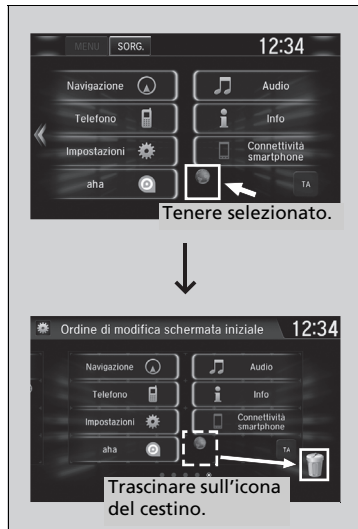 MENU SORG. 12:34
Navigazione Audio
Telefono Info
Impostazioni Connettività smartphone
aha TA
Tenere selezionato.
Ordine di modifica schermata iniziale 12:34
Navigazione Audio
Telefono Info
Impostazioni Connettività smartphone
aha TA
Trascinare sull'icona
del cestino.